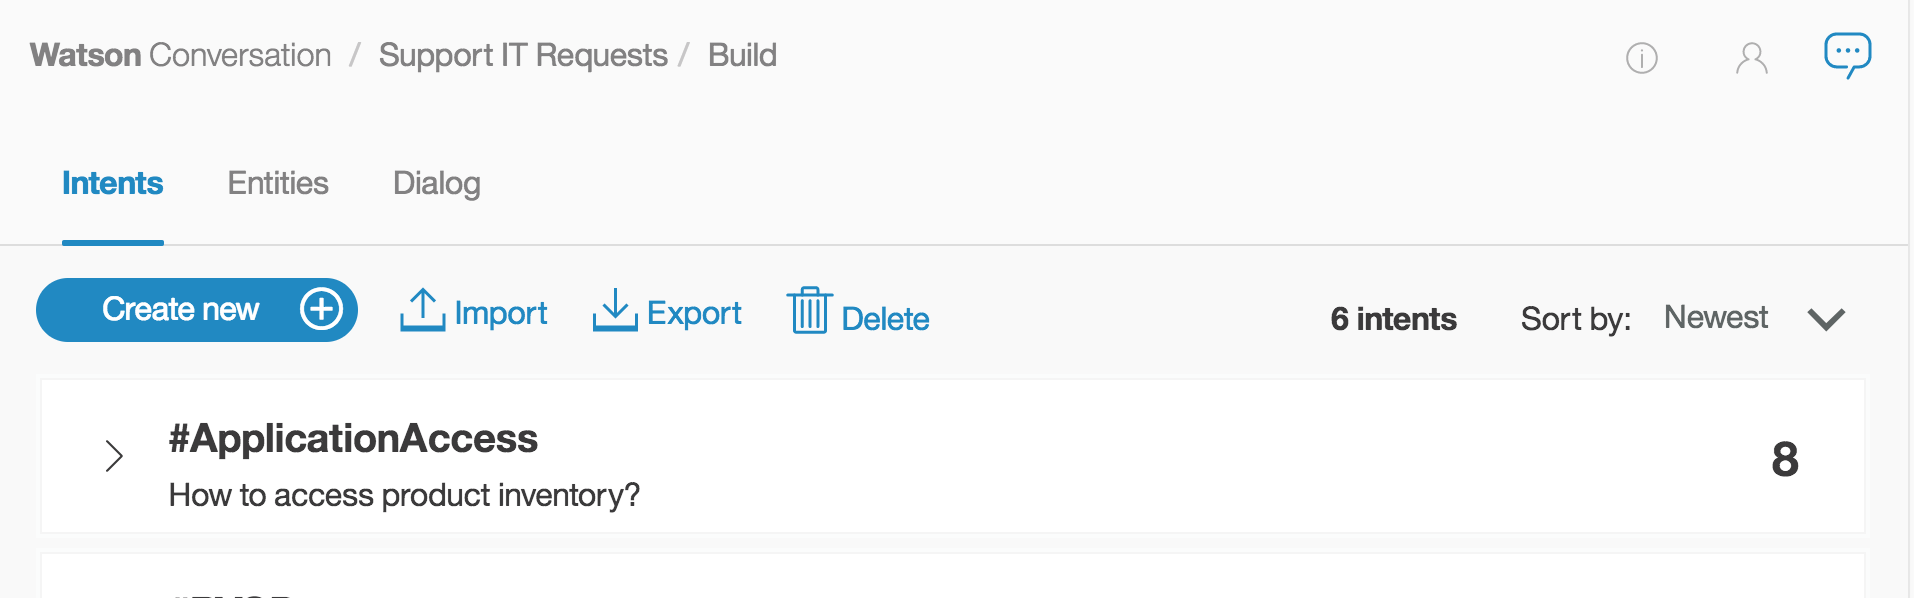 Watson Conversation / Support IT Requests / Build
Intents Entities Dialog
Create new Import Export Delete 6 intents Sort by: Newest
#ApplicationAccess
8
How to access product inventory?